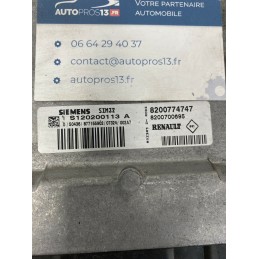 AUTOPROS13.FR
VOTRE PARTENAIRE
AUTOMOBILE
06 64 29 40 37
contact@autopros13.fr
autopros13.fr
SIEMENS SIM32
S120200113 A
8200774747
8200700695
RENAULT